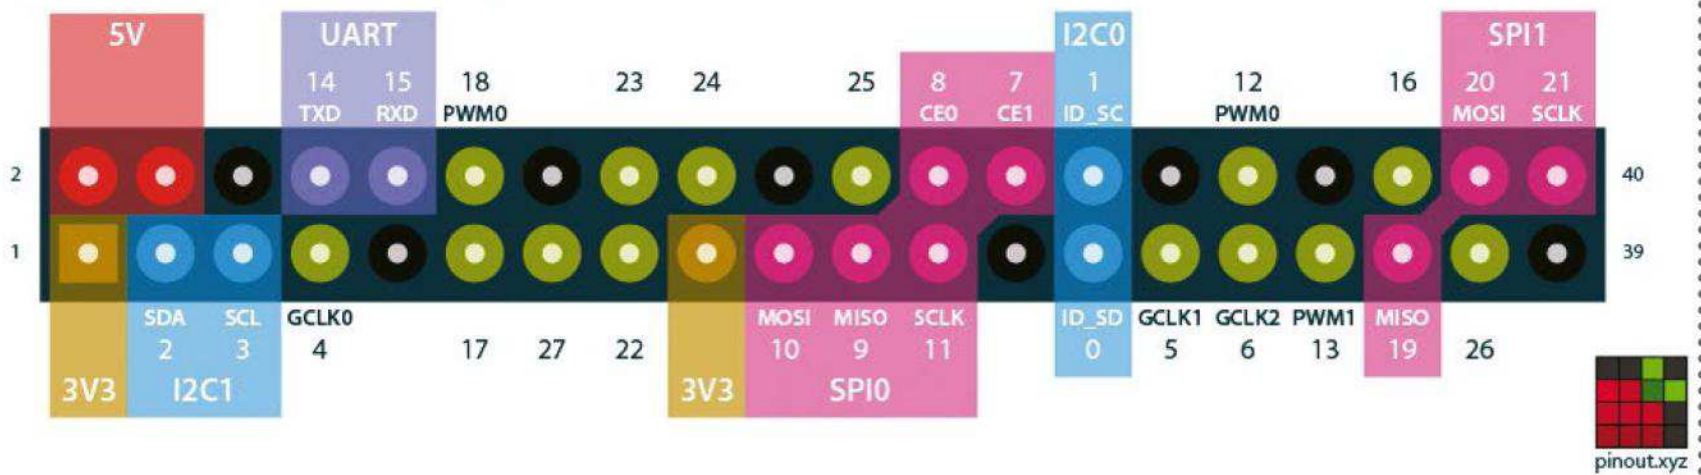 5V UART I2C0 SPI1
14 15 18 23 24 25 8 7 1 12 16 20 21
TXD RXD PWM0 CE0 CE1 ID_SC PWM0 MOSI SCLK
2 40
1 39
SDA SCL GCLK0 MOSI MISO SCLK ID_SD GCLK1 GCLK2 PWM1 MISO
2 3 4 17 27 22 10 9 11 0 5 6 13 19 26
3V3 I2C1 3V3 SPI0
pinout.xyz